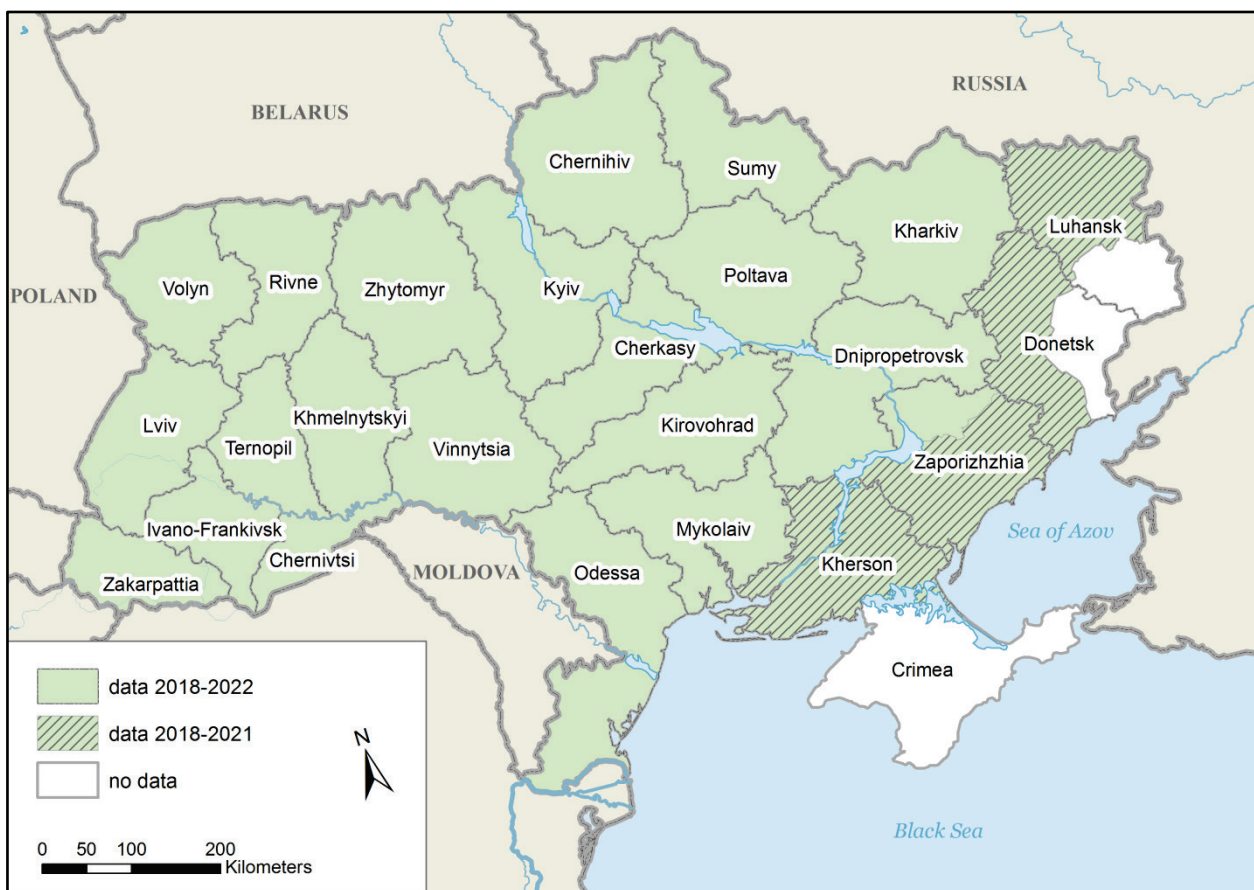 RUSSIA
BELARUS
Chernihiv
Sumy
Luhansk
Kharkiv
Poltava
Volyn
Rivne
Zhytomyr
Kyiv
POLAND
Donetsk
Cherkasy
Dnipropetrovsk
Lviv
Khmelnytskyi
Ternopil
Vinnytsia
Kirovohrad
Zaporizhzhia
Ivano-Frankivsk
Mykolaiv
Sea of Azov
Chernivtsi
Kherson
MOLDOVA
Odessa
Zakarpattia
Crimea
data 2018-2022
data 2018-2021
no data
N
Black Sea
0 50 100 200
Kilometers